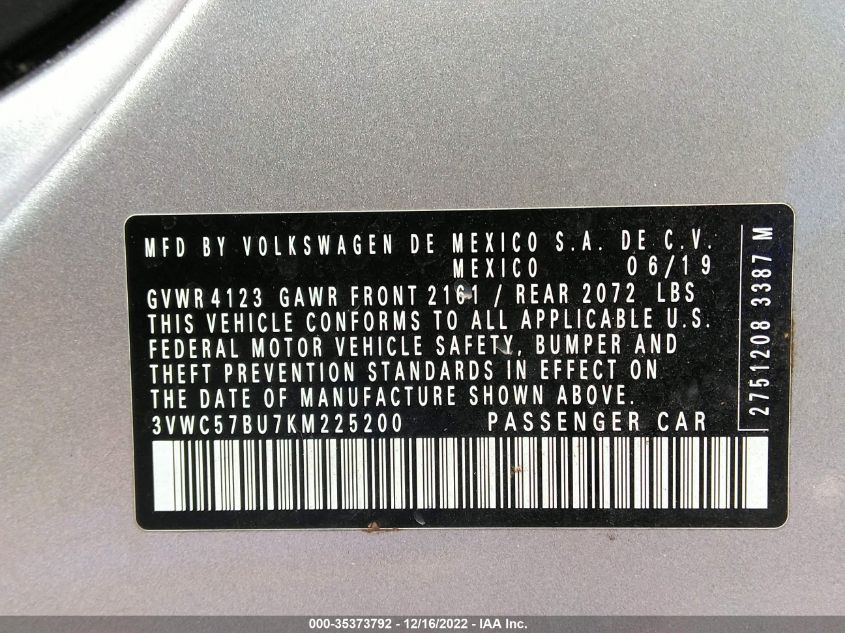 MFD BY VOLKSWAGEN DE MEXICO S.A. DE C.V.
MEXICO 06/19
GVWR 4123 GAWR FRONT 2161 / REAR 2072 LBS
THIS VEHICLE CONFORMS TO ALL APPLICABLE U.S.
FEDERAL MOTOR VEHICLE SAFETY, BUMPER AND
THEFT PREVENTION STANDARDS IN EFFECT ON
THE DATE OF MANUFACTURE SHOWN ABOVE.
3VWC57BU7KM225200 PASSENGER CAR
2751208 3387 M
000-35373792 - 12/16/2022 - IAA Inc.